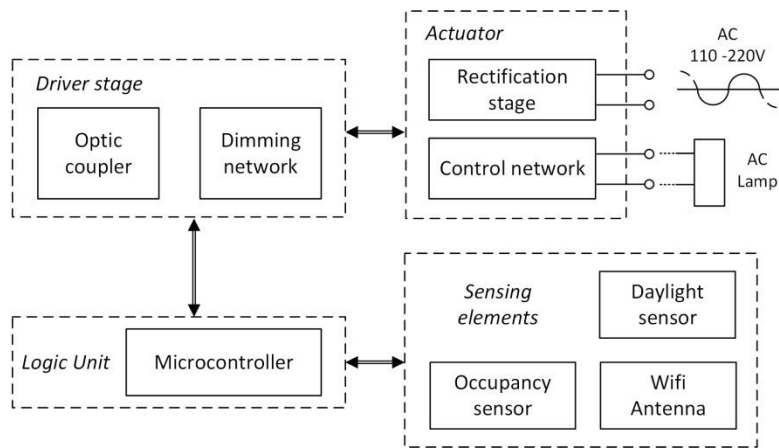 Driver stage
Optic
coupler
Dimming
network
Actuator
Rectification
stage
Control network
AC
110 -220V
AC
Lamp
Logic Unit
Microcontroller
Sensing
elements
Daylight
sensor
Occupancy
sensor
Wifi
Antenna